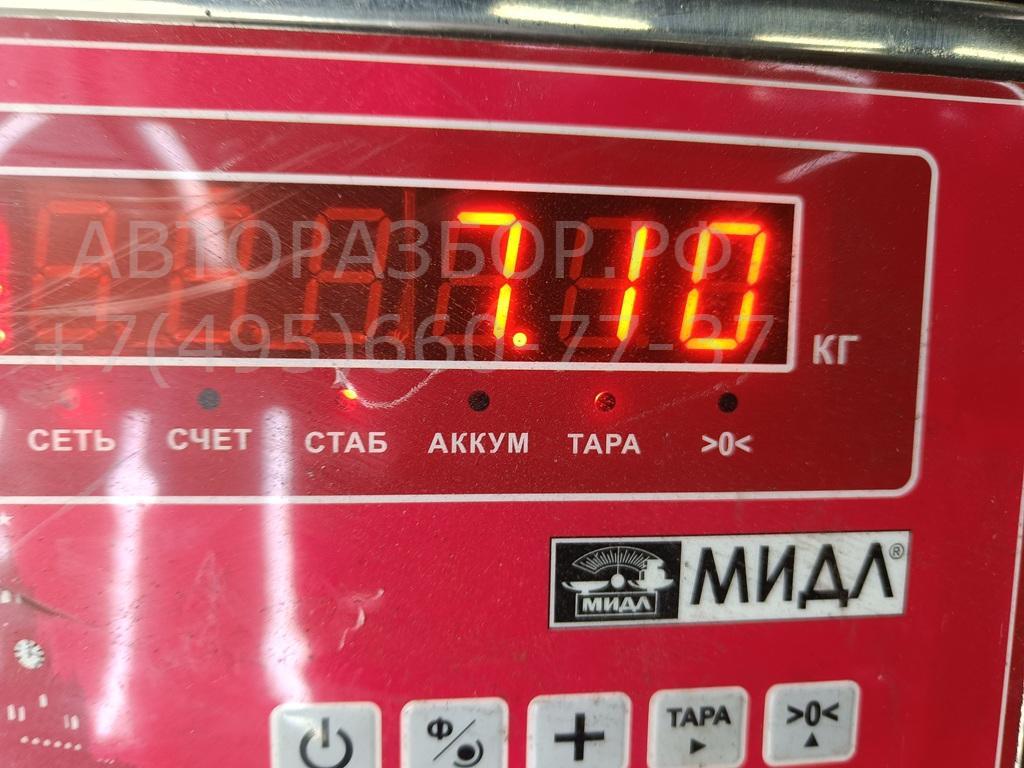 7.10
АВТОРАЗБОР.РФ
+7(495)660-77-37
КГ
СЕТЬ СЧЕТ СТАБ АККУМ ТАРА >0<
МИДЛ МИДЛ®
Ф + ТАРА >0<